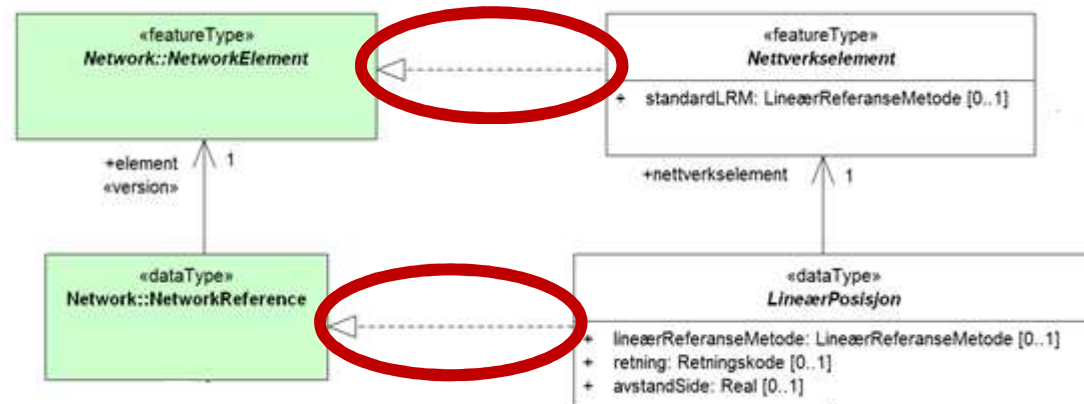 «featureType»
Network::NetworkElement
«featureType»
Nettverkselement
+ standardLRM: LineærReferanseMetode [0..1]
+element
«version»
1
+nettverkselement
1
«dataType»
Network::NetworkReference
«dataType»
LineærPosisjon
+ lineærReferanseMetode: LineærReferanseMetode [0..1]
+ retning: Retningskode [0..1]
+ avstandSide: Real [0..1]